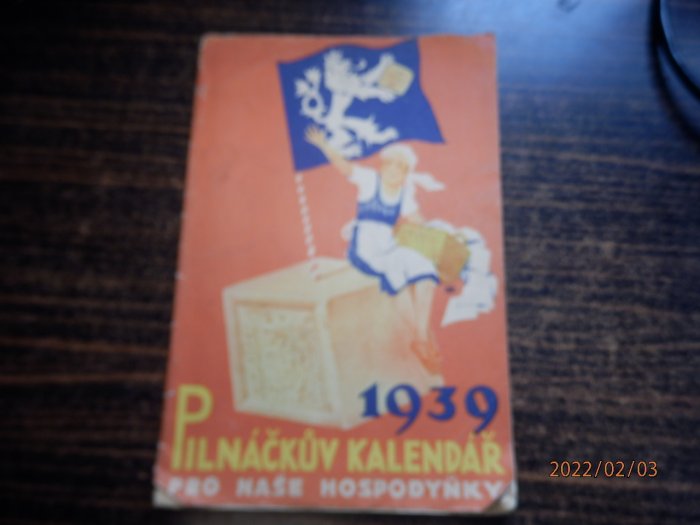 1939
PILNÁČKŮV KALENDÁŘ
PRO NAŠE HOSPODYŇKY
2022/02/03